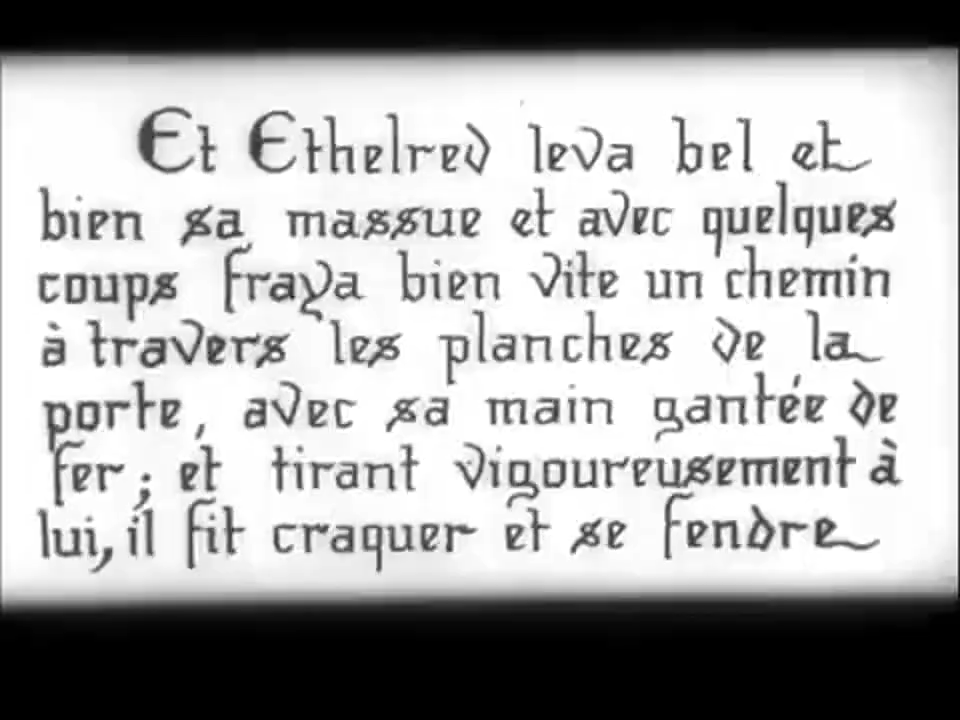 Et Ethelred leva bel et
bien sa massue et avec quelques
coups fraya bien vite un chemin
à travers les planches de la
porte, avec sa main gantée de
fer; et tirant vigoureusement à
lui, il fit craquer et se fendre